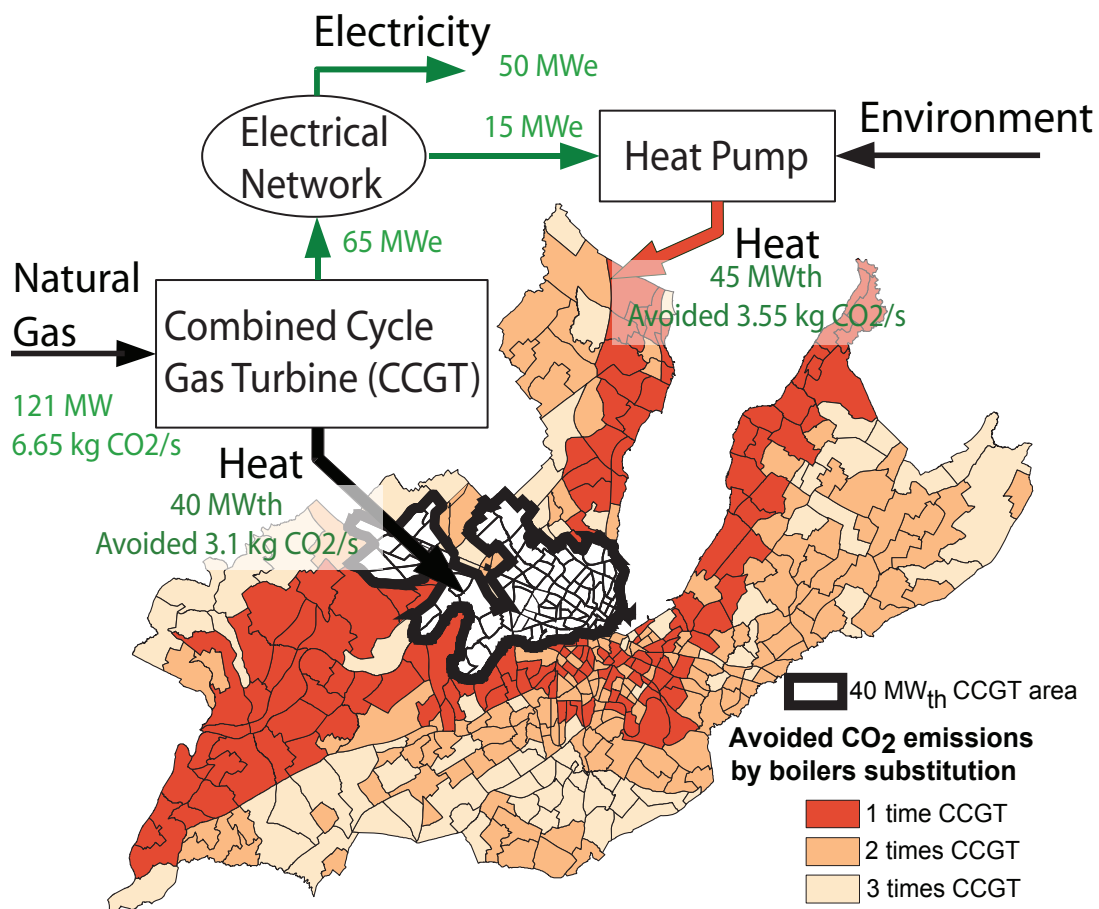 Electricity
50 MWe
Electrical
Network
15 MWe
Heat Pump
Environment
65 MWe
Heat
45 MWth
Avoided 3.55 kg CO2/s
Natural
Gas
Combined Cycle
Gas Turbine (CCGT)
121 MW
6.65 kg CO2/s
Heat
40 MWth
Avoided 3.1 kg CO2/s
40 MWth CCGT area
Avoided CO2 emissions
by boilers substitution
1 time CCGT
2 times CCGT
3 times CCGT